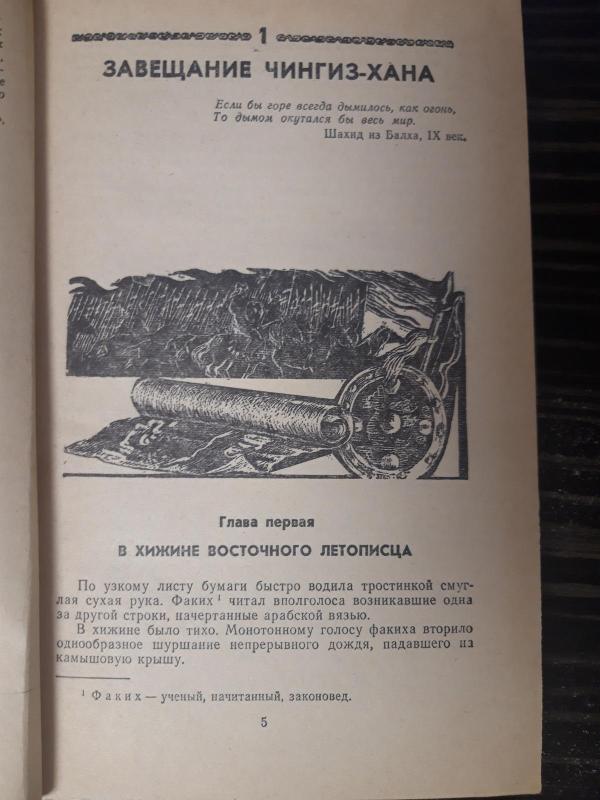 1
ЗАВЕЩАНИЕ ЧИНГИЗ-ХАНА
Если бы горе всегда дымилось, как огонь,
То дымом окутался бы весь мир.
Шахид из Балха, IX век.
Глава первая
В ХИЖИНЕ ВОСТОЧНОГО ЛЕТОПИСЦА
По узкому листу бумаги быстро водила тростинкой смуг-
лая сухая рука. Факих ¹ читал вполголоса возникавшие одна
за другой строки, начертанные арабской вязью.
В хижине было тихо. Монотонному голосу факиха вторило
однообразное шуршание непрерывного дождя, падавшего на
камышовую крышу.
¹ Факих — ученый, начитанный, законовед.
5